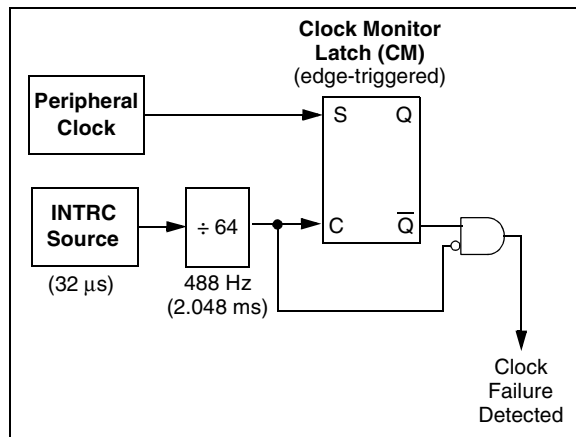 Clock Monitor
Latch (CM)
(edge-triggered)
Peripheral
Clock
S
Q
INTRC
Source
÷ 64
C
Q̅
(32 μs)
488 Hz
(2.048 ms)
Clock
Failure
Detected